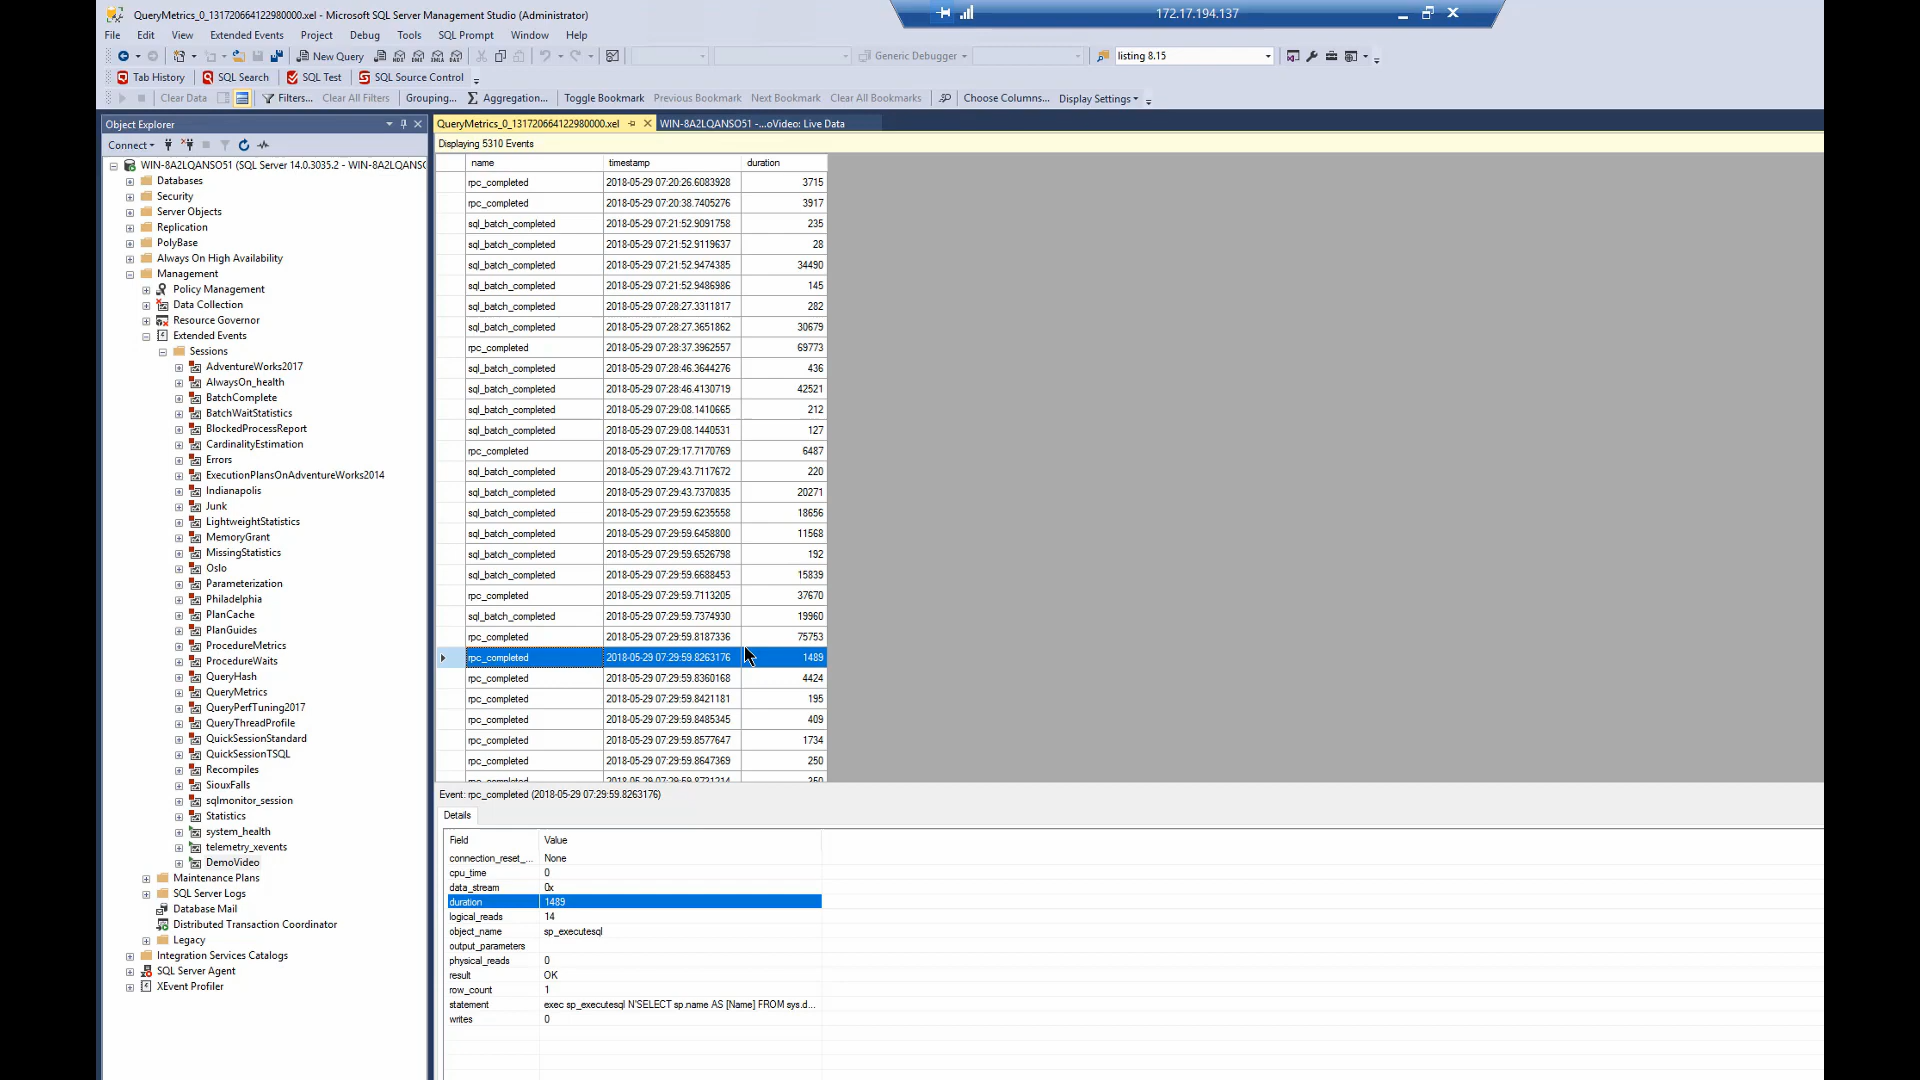 QueryMetrics_0_131720664122980000.xel - Microsoft SQL Server Management Studio (Administrator)
172.17.194.137
File Edit View Extended Events Project Debug Tools SQL Prompt Window Help
New Query Generic Debugger listing 8.15
Tab History SQL Search SQL Test SQL Source Control
Clear Data Filters... Clear All Filters Grouping... Aggregation... Toggle Bookmark Previous Bookmark Next Bookmark Clear All Bookmarks Choose Columns... Display Settings
Object Explorer
Connect
WIN-8A2LQANSO51 (SQL Server 14.0.3035.2 - WIN-8A2LQANSO
Databases
Security
Server Objects
Replication
PolyBase
Always On High Availability
Management
Policy Management
Data Collection
Resource Governor
Extended Events
Sessions
AdventureWorks2017
AlwaysOn_health
BatchComplete
BatchWaitStatistics
BlockedProcessReport
CardinalityEstimation
Errors
ExecutionPlansOnAdventureWorks2014
Indianapolis
Junk
LightweightStatistics
MemoryGrant
MissingStatistics
Oslo
Parameterization
Philadelphia
PlanCache
PlanGuides
ProcedureMetrics
ProcedureWaits
QueryHash
QueryMetrics
QueryPerfTuning2017
QueryThreadProfile
QuickSessionStandard
QuickSessionTSQL
Recompiles
SiouxFalls
sqlmonitor_session
Statistics
system_health
telemetry_xevents
DemoVideo
Maintenance Plans
SQL Server Logs
Database Mail
Distributed Transaction Coordinator
Legacy
Integration Services Catalogs
SQL Server Agent
XEvent Profiler
QueryMetrics_0_131720664122980000.xel WIN-8A2LQANSO51 -...oVideo: Live Data
Displaying 5310 Events
name timestamp duration
rpc_completed 2018-05-29 07:20:26.6083928 3715
rpc_completed 2018-05-29 07:20:38.7405276 3917
sql_batch_completed 2018-05-29 07:21:52.9091758 235
sql_batch_completed 2018-05-29 07:21:52.9119637 28
sql_batch_completed 2018-05-29 07:21:52.9474385 34490
sql_batch_completed 2018-05-29 07:21:52.9486986 145
sql_batch_completed 2018-05-29 07:28:27.3311817 282
sql_batch_completed 2018-05-29 07:28:27.3651862 30679
rpc_completed 2018-05-29 07:28:37.3962557 69773
sql_batch_completed 2018-05-29 07:28:46.3644276 436
sql_batch_completed 2018-05-29 07:28:46.4130719 42521
sql_batch_completed 2018-05-29 07:29:08.1410665 212
sql_batch_completed 2018-05-29 07:29:08.1440531 127
rpc_completed 2018-05-29 07:29:17.7170769 6487
sql_batch_completed 2018-05-29 07:29:43.7117672 220
sql_batch_completed 2018-05-29 07:29:43.7370835 20271
sql_batch_completed 2018-05-29 07:29:59.6235558 18656
sql_batch_completed 2018-05-29 07:29:59.6458800 11568
sql_batch_completed 2018-05-29 07:29:59.6526798 192
sql_batch_completed 2018-05-29 07:29:59.6688453 15839
rpc_completed 2018-05-29 07:29:59.7113205 37670
sql_batch_completed 2018-05-29 07:29:59.7374930 19960
rpc_completed 2018-05-29 07:29:59.8187336 75753
rpc_completed 2018-05-29 07:29:59.8263176 1489
rpc_completed 2018-05-29 07:29:59.8360168 4424
rpc_completed 2018-05-29 07:29:59.8421181 195
rpc_completed 2018-05-29 07:29:59.8485345 409
rpc_completed 2018-05-29 07:29:59.8577647 1734
rpc_completed 2018-05-29 07:29:59.8647369 250
rpc_completed 2018-05-29
Event: rpc_completed (2018-05-29 07:29:59.8263176)
Details
Field Value
connection_reset_... None
cpu_time 0
data_stream 0x
duration 1489
logical_reads 14
object_name sp_executesql
output_parameters
physical_reads 0
result OK
row_count 1
statement exec sp_executesql N'SELECT sp.name AS [Name] FROM sys.d...
writes 0